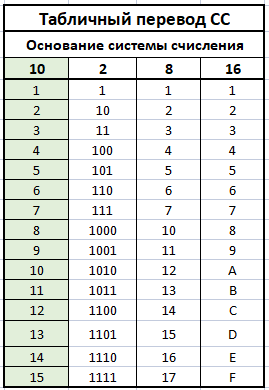 Табличный перевод СС
Основание системы счисления
10 2 8 16
1 1 1 1
2 10 2 2
3 11 3 3
4 100 4 4
5 101 5 5
6 110 6 6
7 111 7 7
8 1000 10 8
9 1001 11 9
10 1010 12 A
11 1011 13 B
12 1100 14 C
13 1101 15 D
14 1110 16 E
15 1111 17 F